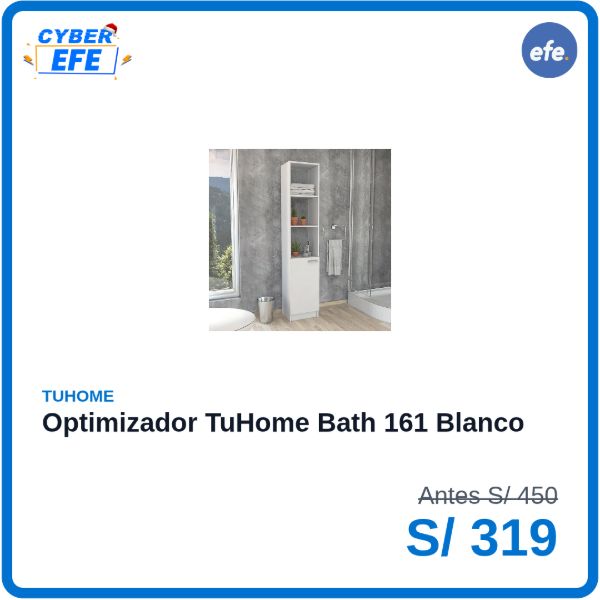 CYBER
EFE
efe.
TUHOME
Optimizador TuHome Bath 161 Blanco
Antes S/ 450
S/ 319